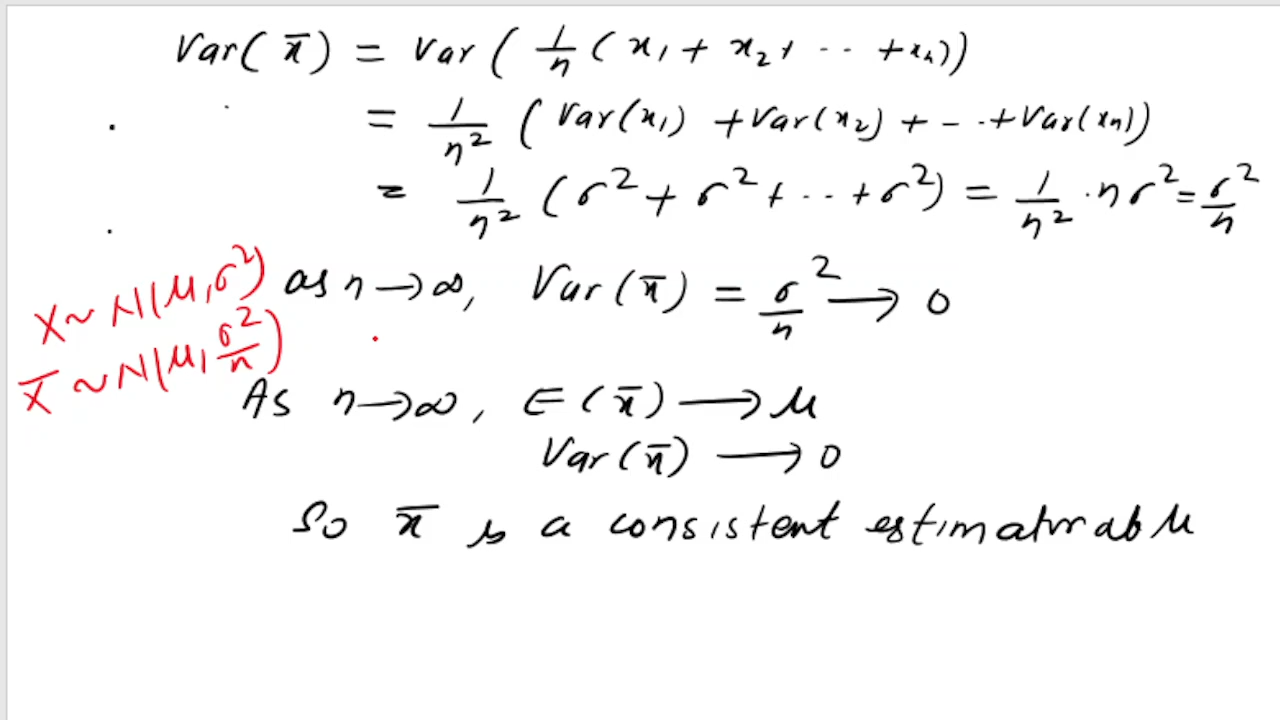 Var(x̄) = Var(1/n (x₁ + x₂ + ·· + xₙ))
= 1/n² (Var(x₁) + Var(x₂) + - ·· + Var(xₙ))
= 1/n² (σ² + σ² + ·· + σ²) = 1/n² · nσ² = σ²/n
X ~ N(μ, σ²)
as n → ∞, Var(x̄) = σ²/n → 0
X̄ ~ N(μ, σ²/n)
As n → ∞, E(x̄) → μ
Var(x̄) → 0
So x̄ is a consistent estimator of μ